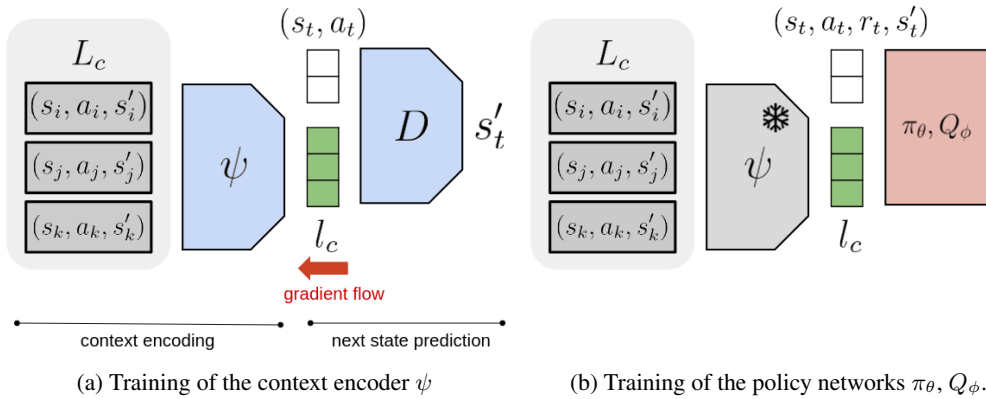 L_c
(s_i, a_i, s'_i)
(s_j, a_j, s'_j)
(s_k, a_k, s'_k)
ψ
(s_t, a_t)
l_c
D
s'_t
gradient flow
context encoding
next state prediction
(a) Training of the context encoder ψ
L_c
(s_i, a_i, s'_i)
(s_j, a_j, s'_j)
(s_k, a_k, s'_k)
ψ
(s_t, a_t, r_t, s'_t)
l_c
π_θ, Q_ϕ
(b) Training of the policy networks π_θ, Q_ϕ.